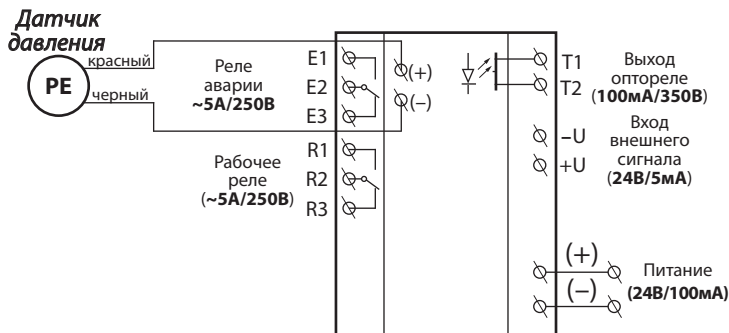 Датчик
давления
PE
красный
черный
Реле
аварии
~5А/250В
E1
E2
E3
(+)
(−)
Рабочее
реле
(~5А/250В)
R1
R2
R3
T1
T2
Выход
оптореле
(100мА/350В)
−U
+U
Вход
внешнего
сигнала
(24В/5мА)
(+)
(−)
Питание
(24В/100мА)